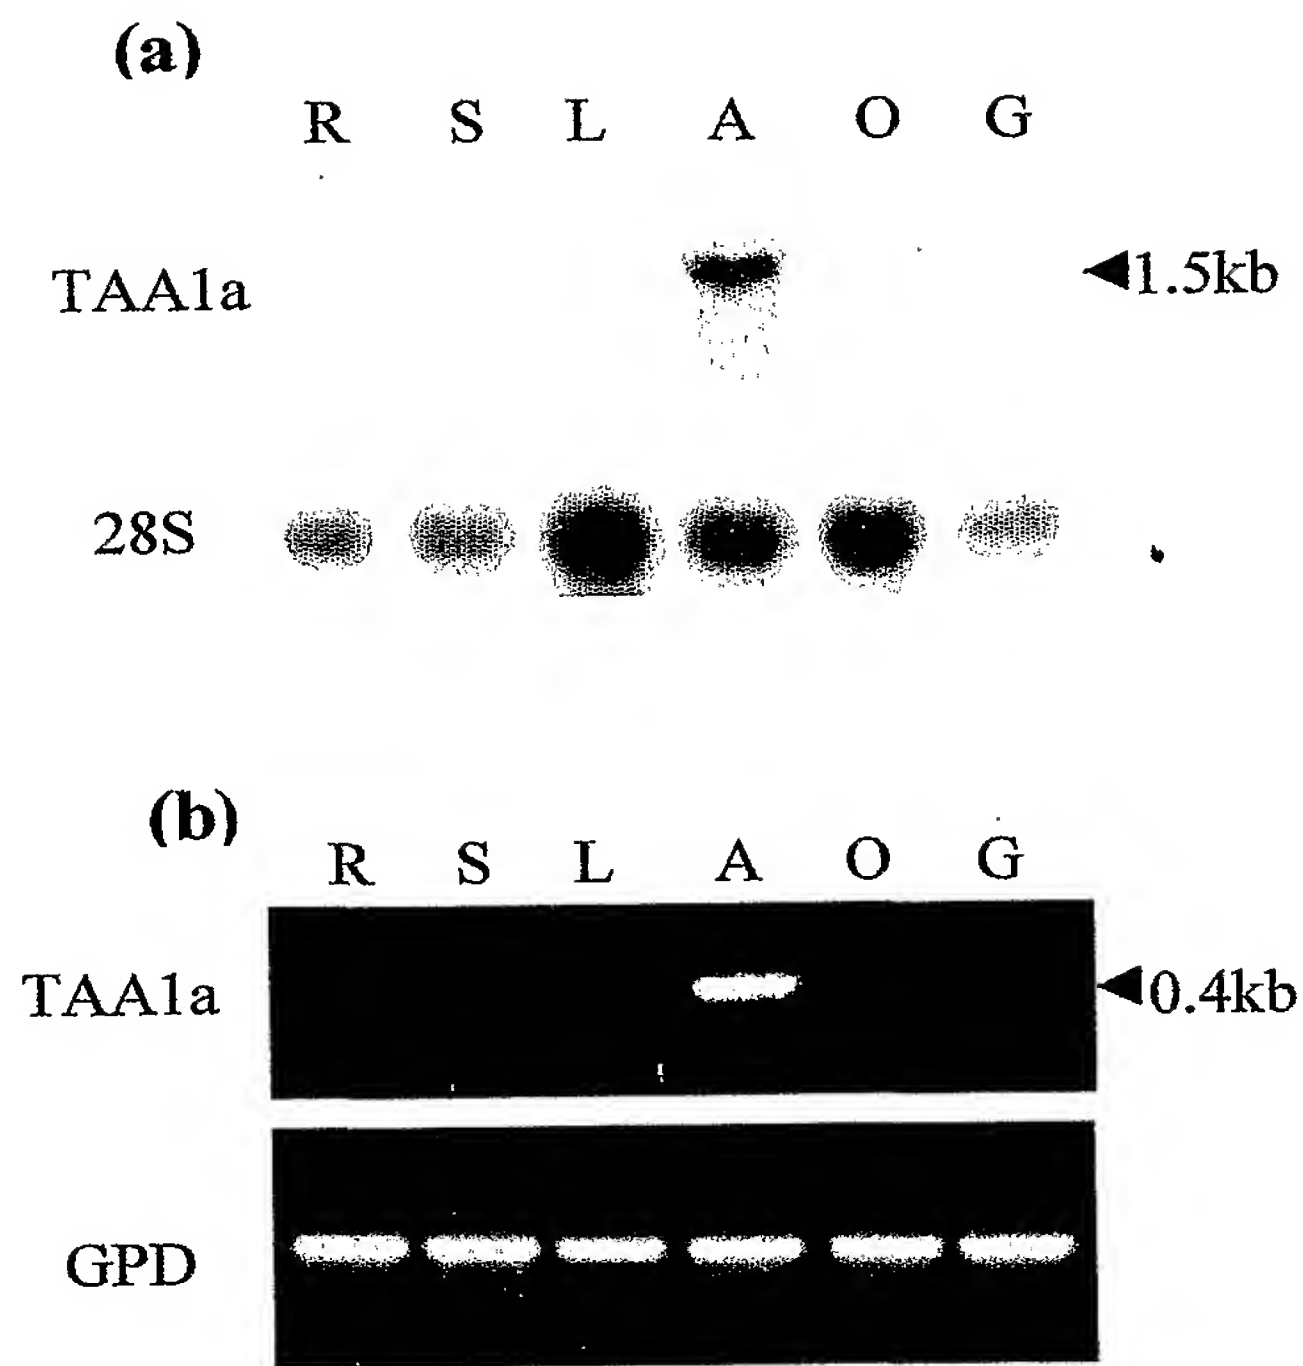 (a)
R S L A O G
TAA1a ◄1.5kb
28S
(b)
R S L A O G
TAA1a ◄0.4kb
GPD